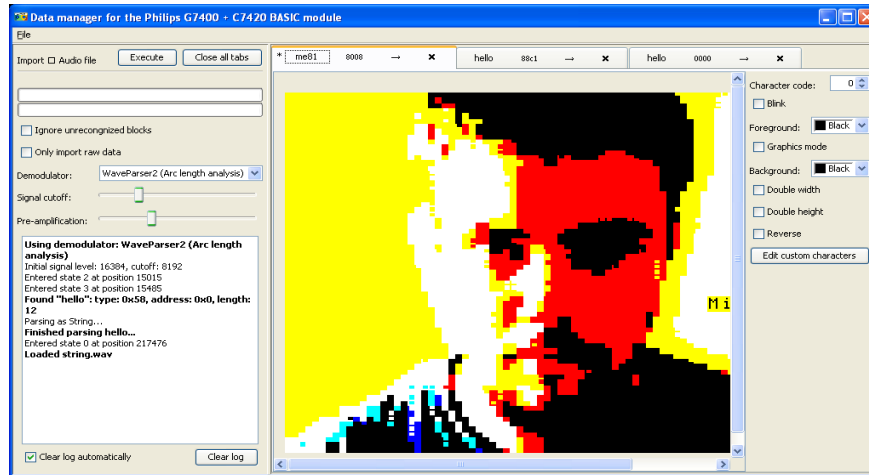 Data manager for the Philips G7400 + C7420 BASIC module
File
Import Audio file Execute Close all tabs
* me81 8008 → × hello 88c1 → × hello 0000 → ×
Ignore unrecongnized blocks
Only import raw data
Demodulator: WaveParser2 (Arc length analysis)
Signal cutoff:
Pre-amplification:
Using demodulator: WaveParser2 (Arc length
analysis)
Initial signal level: 16384, cutoff: 8192
Entered state 2 at position 15015
Entered state 3 at position 15485
Found "hello": type: 0x58, address: 0x0, length:
12
Parsing as String...
Finished parsing hello...
Entered state 0 at position 217476
Loaded string.wav
Clear log automatically Clear log
Mi
Character code: 0
Blink
Foreground: Black
Graphics mode
Background: Black
Double width
Double height
Reverse
Edit custom characters